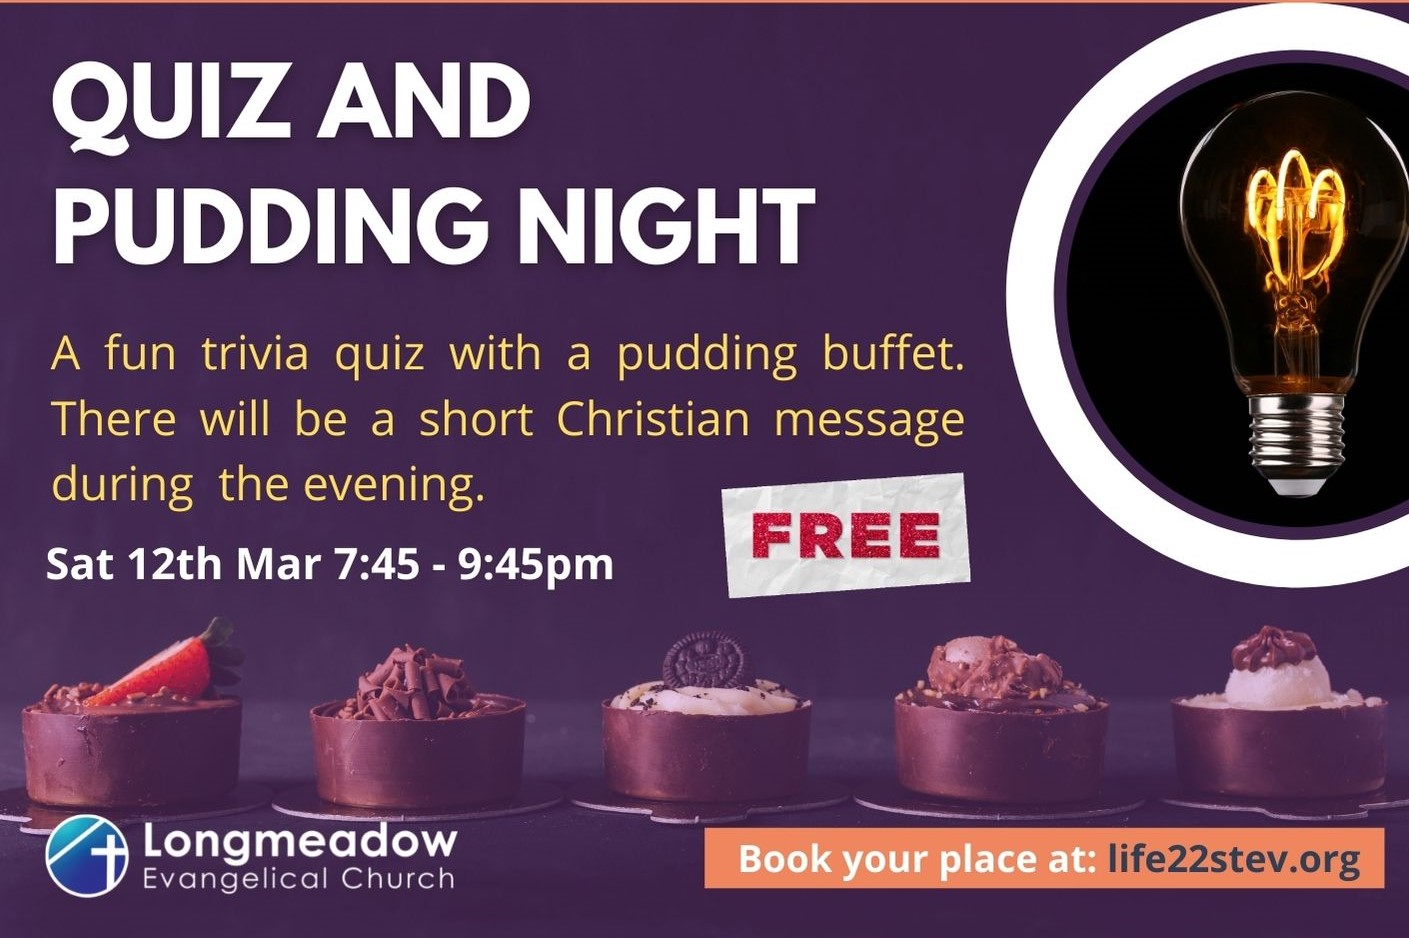 QUIZ AND
PUDDING NIGHT
A fun trivia quiz with a pudding buffet.
There will be a short Christian message
during the evening.
FREE
Sat 12th Mar 7:45 - 9:45pm
Longmeadow
Evangelical Church
Book your place at: life22stev.org